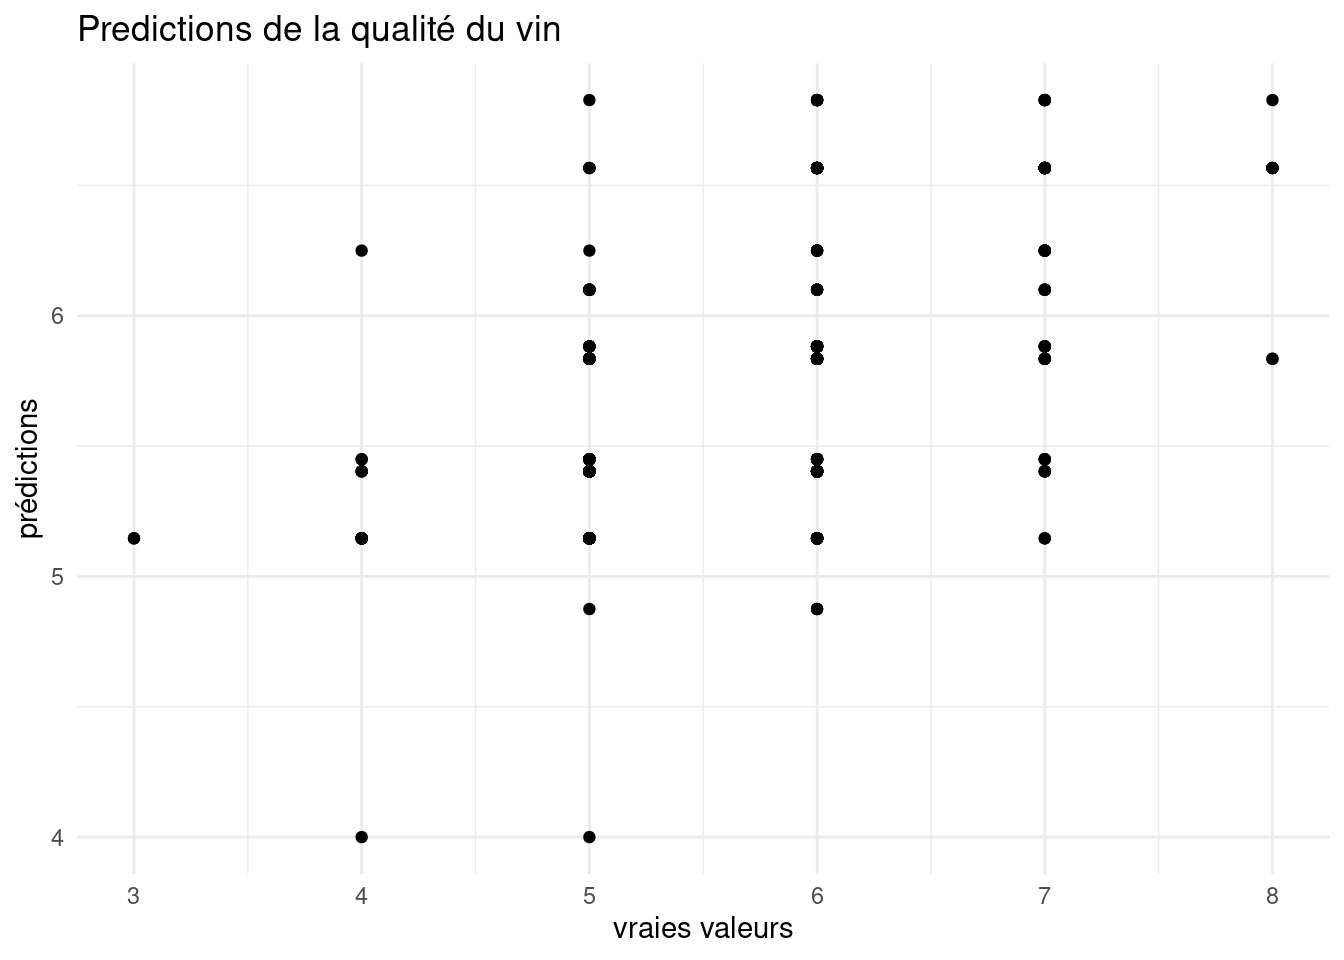 Predictions de la qualité du vin
prédictions
6
5
4
3 4 5 6 7 8
vraies valeurs